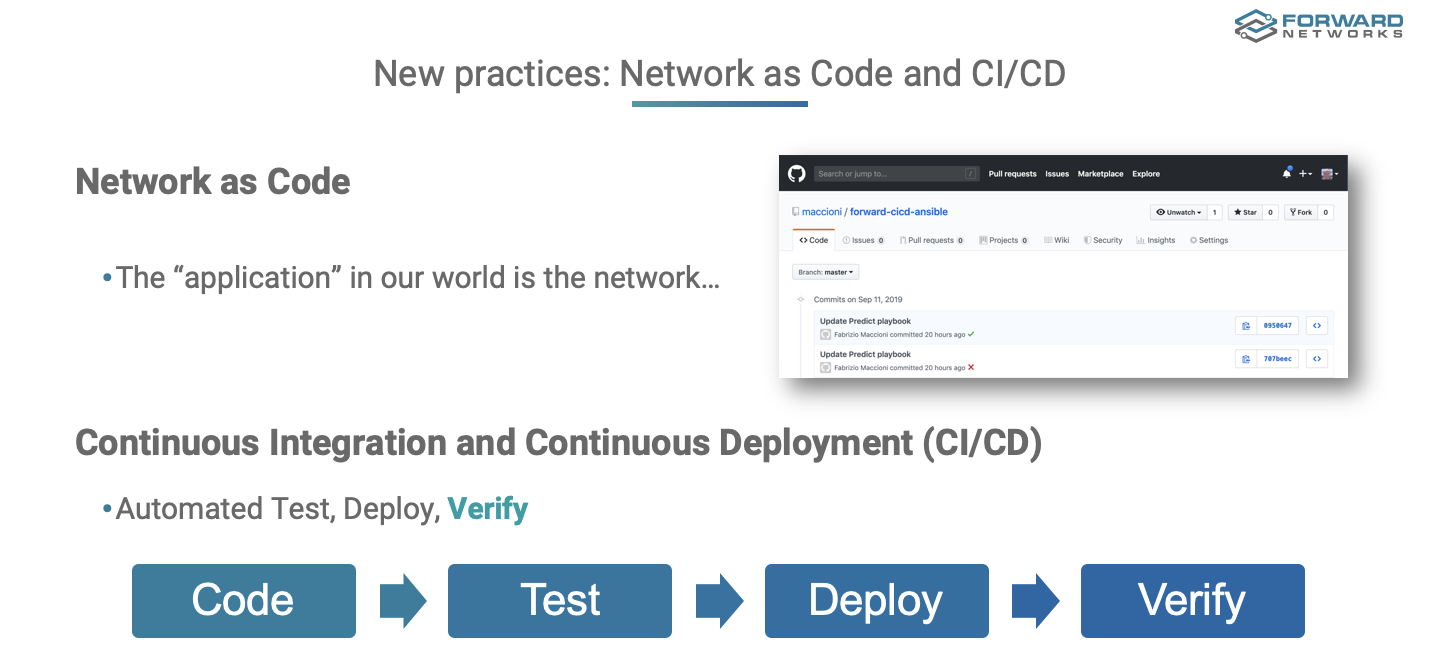 FORWARD
NETWORKS
New practices: Network as Code and CI/CD
Network as Code
•The “application” in our world is the network…
Search or jump to... /
Pull requests Issues Marketplace Explore
maccioni / forward-cicd-ansible
Unwatch 1 Star 0 Fork 0
<> Code Issues 0 Pull requests 0 Projects 0 Wiki Security Insights Settings
Branch: master
Commits on Sep 11, 2019
Update Predict playbook
Fabrizio Maccioni committed 20 hours ago ✓
0950647 <>
Update Predict playbook
Fabrizio Maccioni committed 20 hours ago ✗
707beec <>
Continuous Integration and Continuous Deployment (CI/CD)
•Automated Test, Deploy, Verify
Code Test Deploy Verify